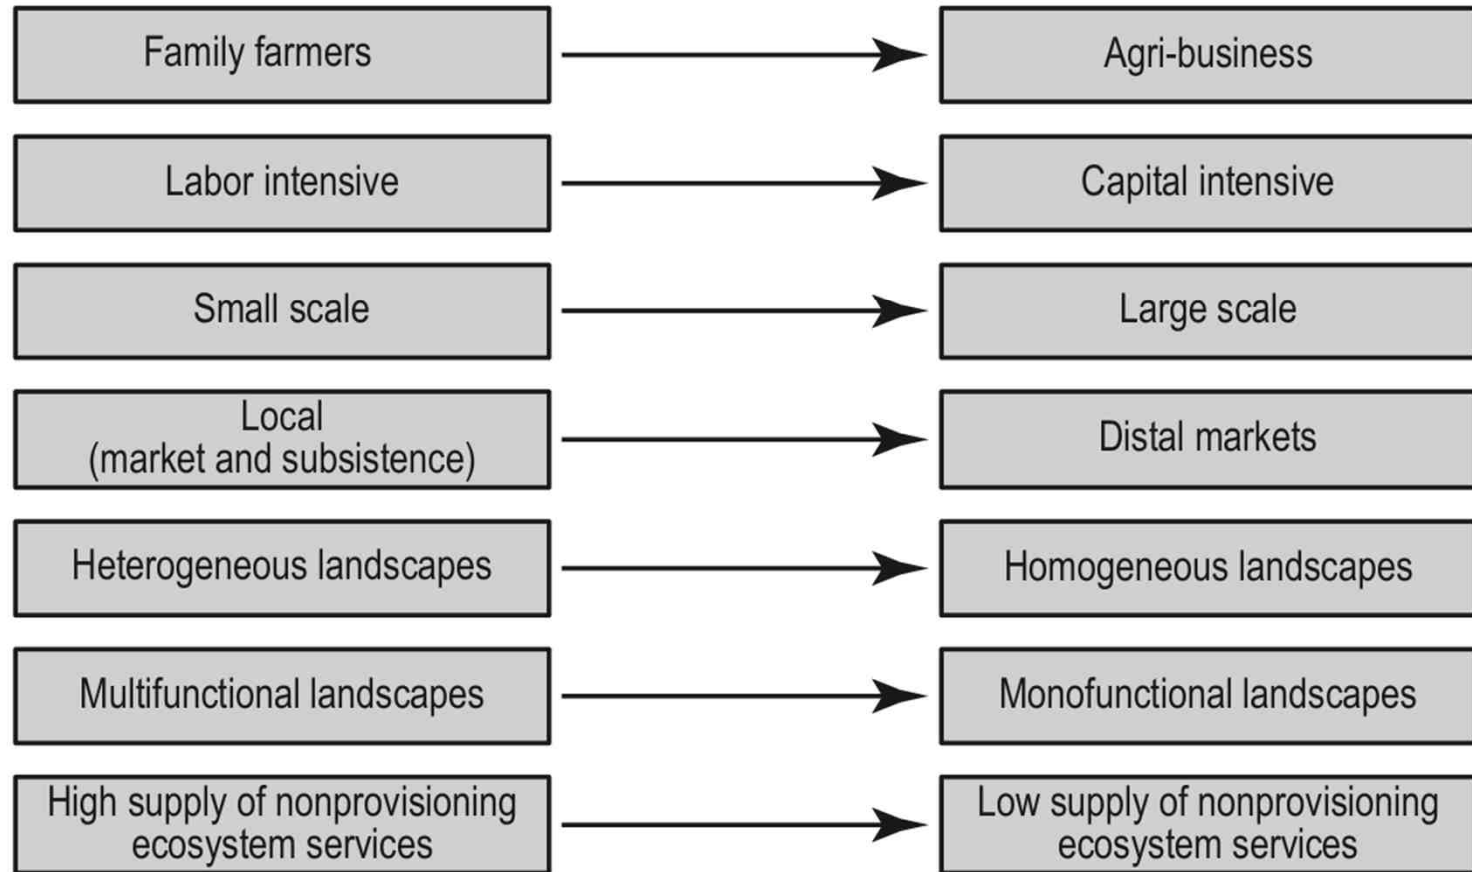 Family farmers
Agri-business
Labor intensive
Capital intensive
Small scale
Large scale
Local
(market and subsistence)
Distal markets
Heterogeneous landscapes
Homogeneous landscapes
Multifunctional landscapes
Monofunctional landscapes
High supply of nonprovisioning
ecosystem services
Low supply of nonprovisioning
ecosystem services